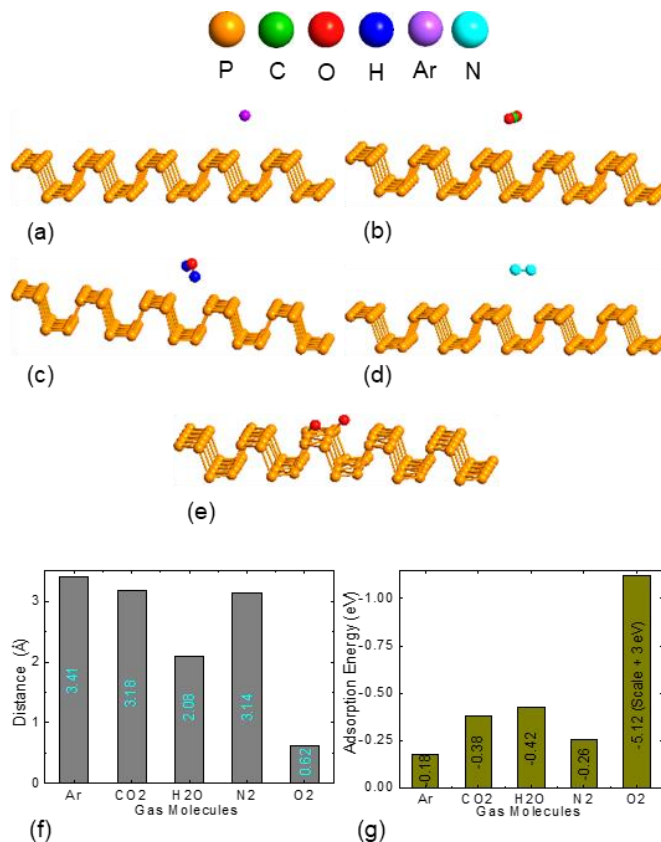 P C O H Ar N
(a) (b)
(c) (d)
(e)
3
2
1
0
Distance (Å)
3.41
3.18
2.08
3.14
0.62
Ar CO2 H2O N2 O2
Gas Molecules
(f)
-1.00
-0.75
-0.50
-0.25
0.00
Adsorption Energy (eV)
-0.18
-0.38
-0.42
-0.26
-5.12 (Scale + 3 eV)
Ar CO2 H2O N2 O2
Gas Molecules
(g)